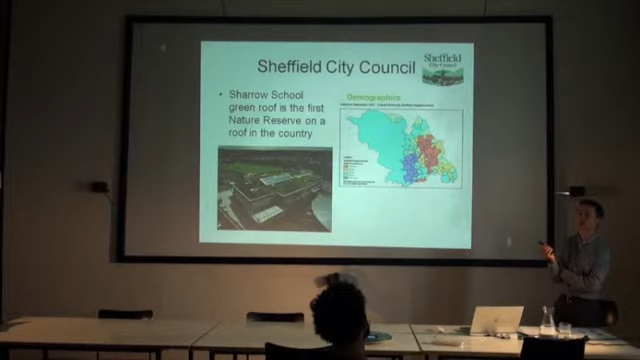 Sheffield City Council
Sheffield
City Council
• Sharrow School
green roof is the first
Nature Reserve on a
roof in the country
Demographics